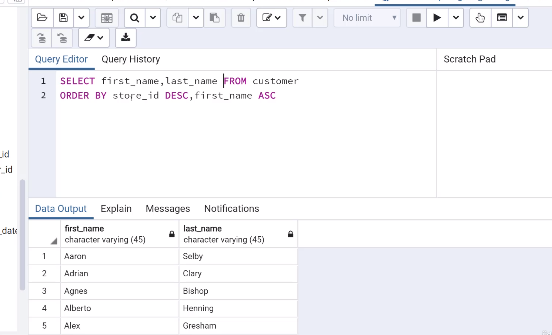 No limit
Query Editor Query History Scratch Pad
1 SELECT first_name,last_name FROM customer
2 ORDER BY store_id DESC,first_name ASC
_id
_id
_date
Data Output Explain Messages Notifications
first_name last_name
character varying (45) character varying (45)
1 Aaron Selby
2 Adrian Clary
3 Agnes Bishop
4 Alberto Henning
5 Alex Gresham